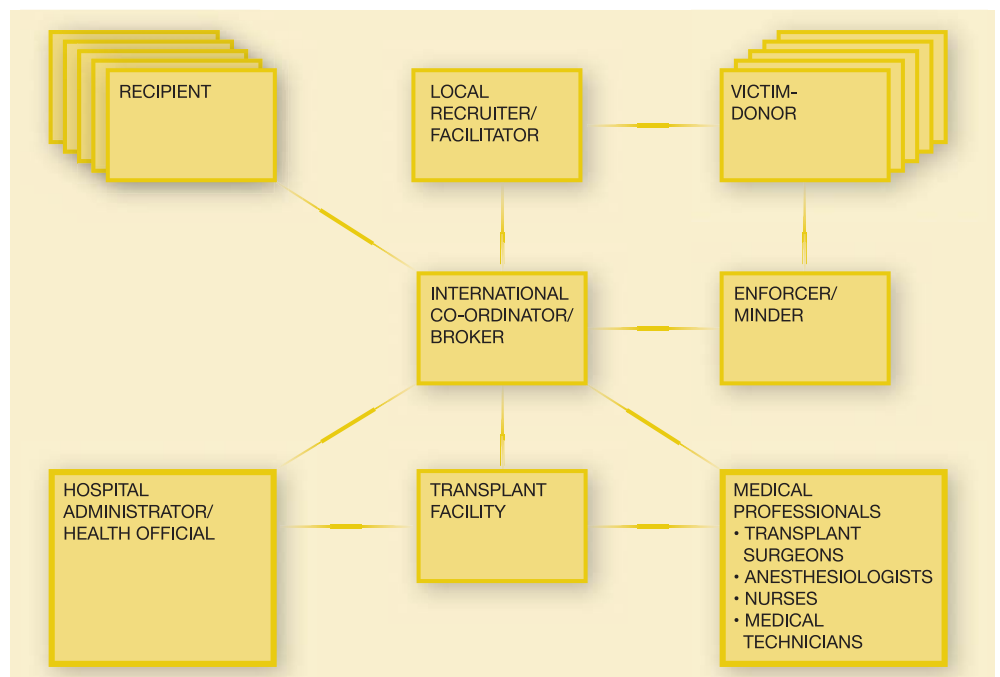 RECIPIENT
LOCAL
RECRUITER/
FACILITATOR
VICTIM-
DONOR
INTERNATIONAL
CO-ORDINATOR/
BROKER
ENFORCER/
MINDER
HOSPITAL
ADMINISTRATOR/
HEALTH OFFICIAL
TRANSPLANT
FACILITY
MEDICAL
PROFESSIONALS
• TRANSPLANT
SURGEONS
• ANESTHESIOLOGISTS
• NURSES
• MEDICAL
TECHNICIANS